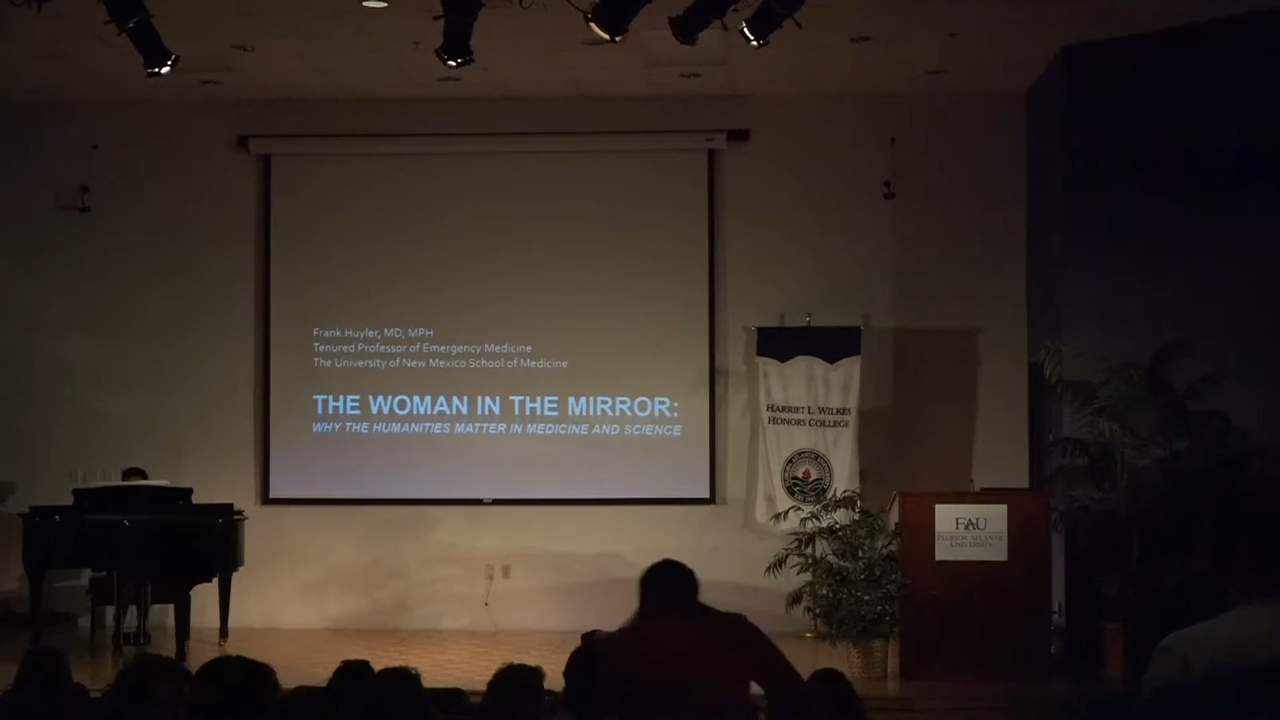 Frank Huyler, MD, MPH
Tenured Professor of Emergency Medicine
The University of New Mexico School of Medicine
THE WOMAN IN THE MIRROR:
WHY THE HUMANITIES MATTER IN MEDICINE AND SCIENCE
HARRIET L. WILKES
HONORS COLLEGE
FAU
FLORIDA ATLANTIC
UNIVERSITY